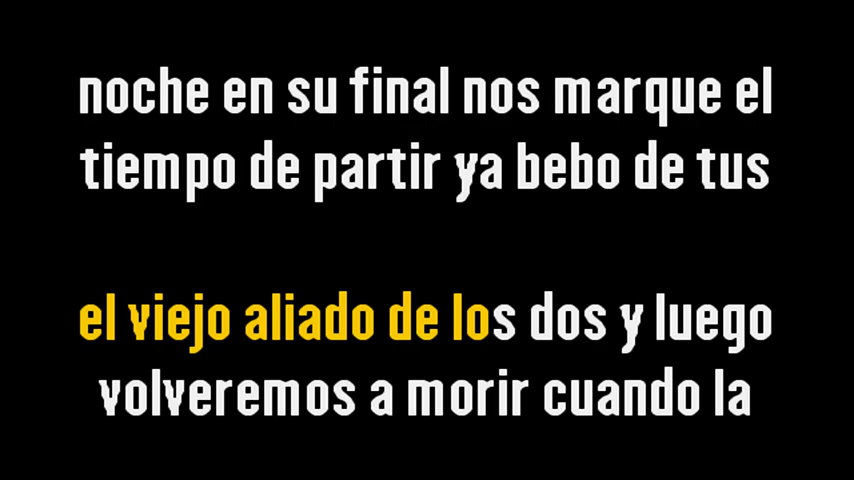 noche en su final nos marque el
tiempo de partir ya bebo de tus
el viejo aliado de los dos y luego
volveremos a morir cuando la